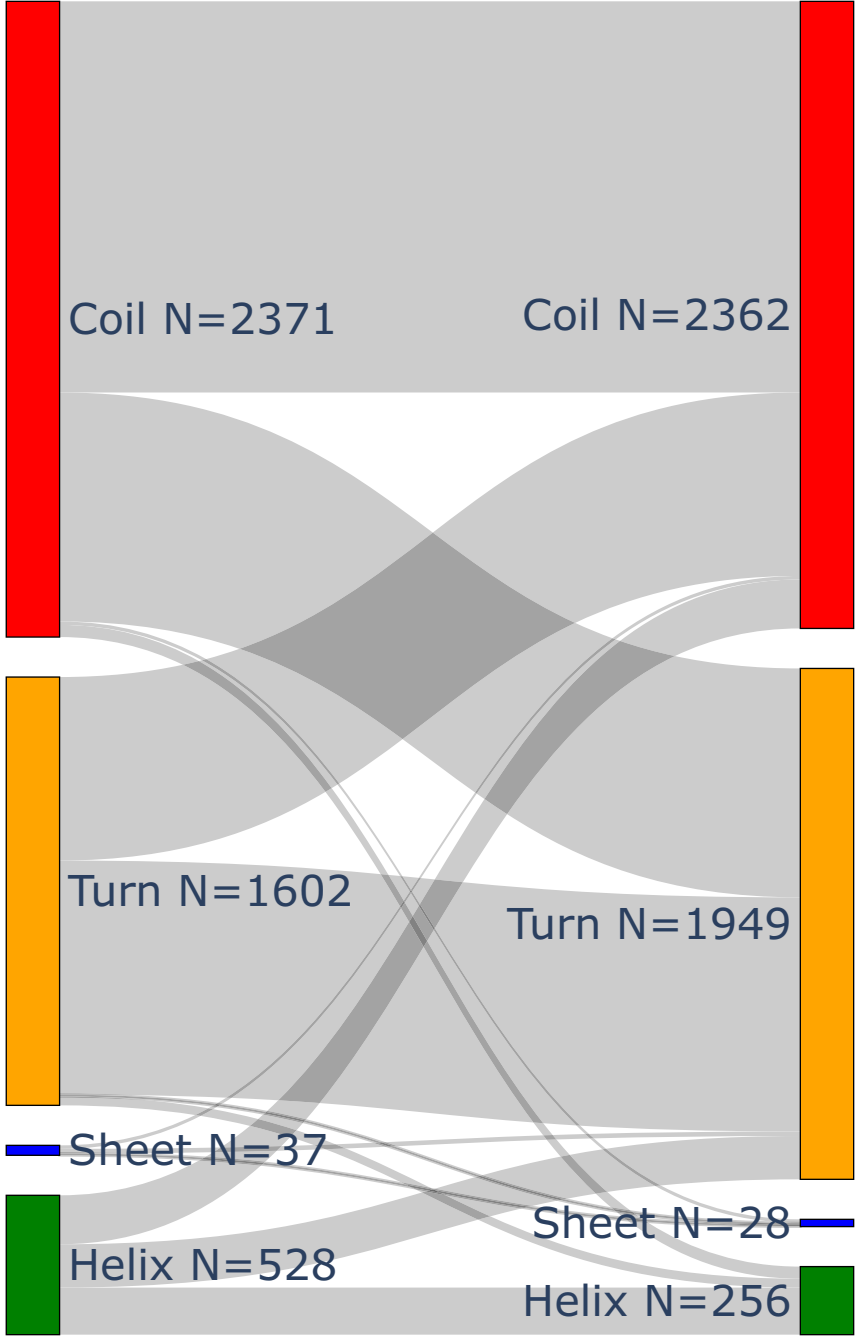 Coil N=2371
Coil N=2362
Turn N=1602
Turn N=1949
Sheet N=37
Sheet N=28
Helix N=528
Helix N=256